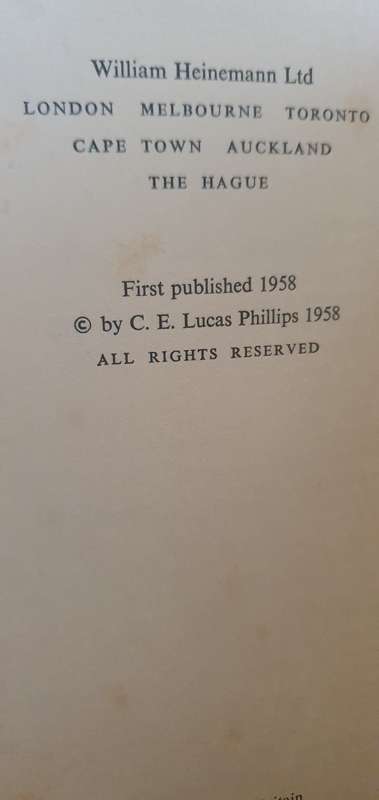 William Heinemann Ltd
LONDON MELBOURNE TORONTO
CAPE TOWN AUCKLAND
THE HAGUE
First published 1958
© by C. E. Lucas Phillips 1958
ALL RIGHTS RESERVED